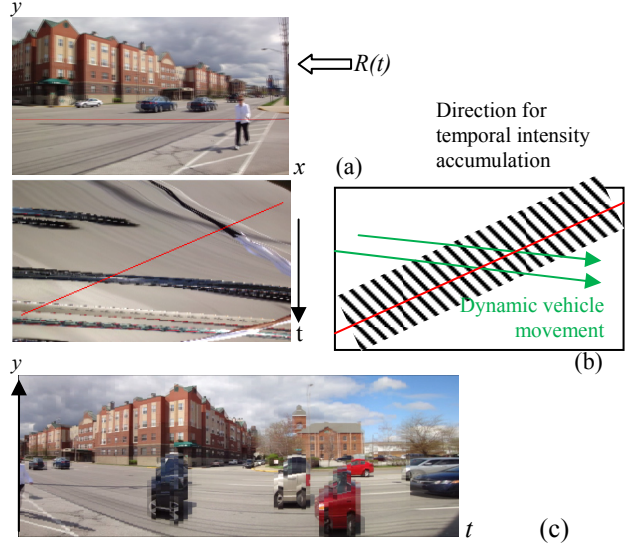 y
R(t)
x
(a)
Direction for
temporal intensity
accumulation
t
Dynamic vehicle
movement
(b)
y
t
(c)